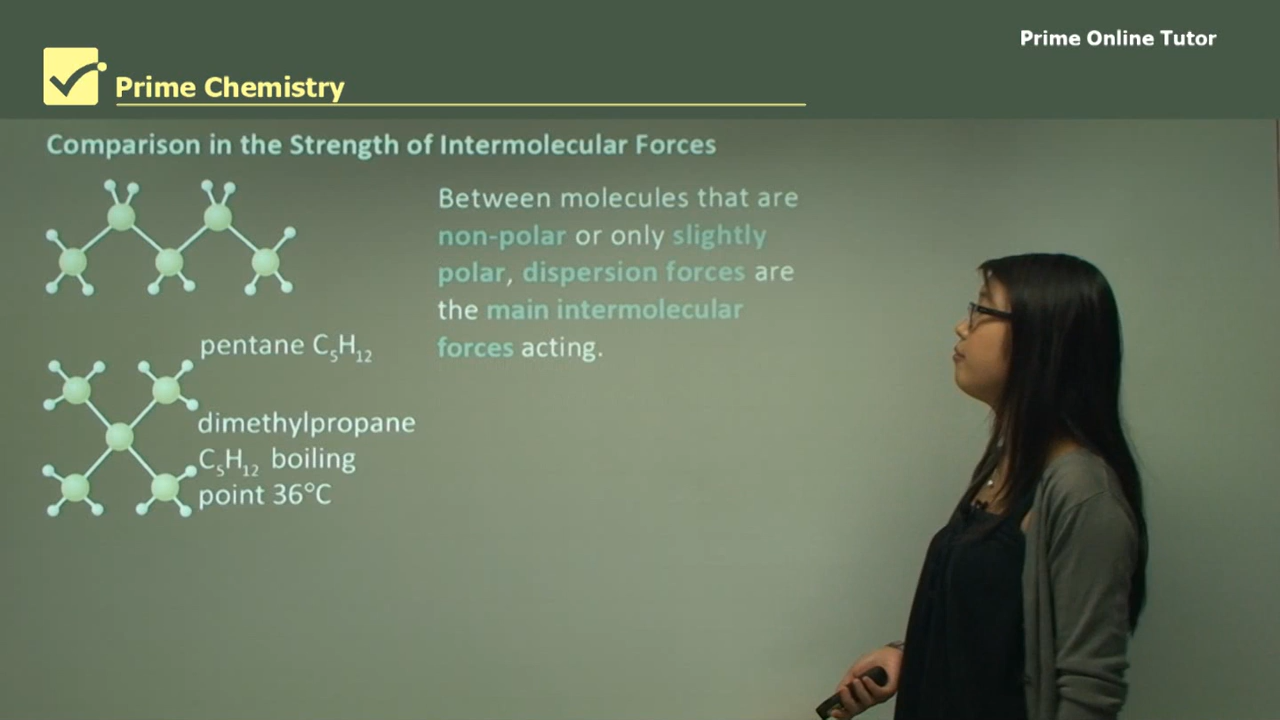 Prime Online Tutor
Prime Chemistry
Comparison in the Strength of Intermolecular Forces
Between molecules that are
non-polar or only slightly
polar, dispersion forces are
the main intermolecular
forces acting.
pentane C₅H₁₂
dimethylpropane
C₅H₁₂ boiling
point 36°C